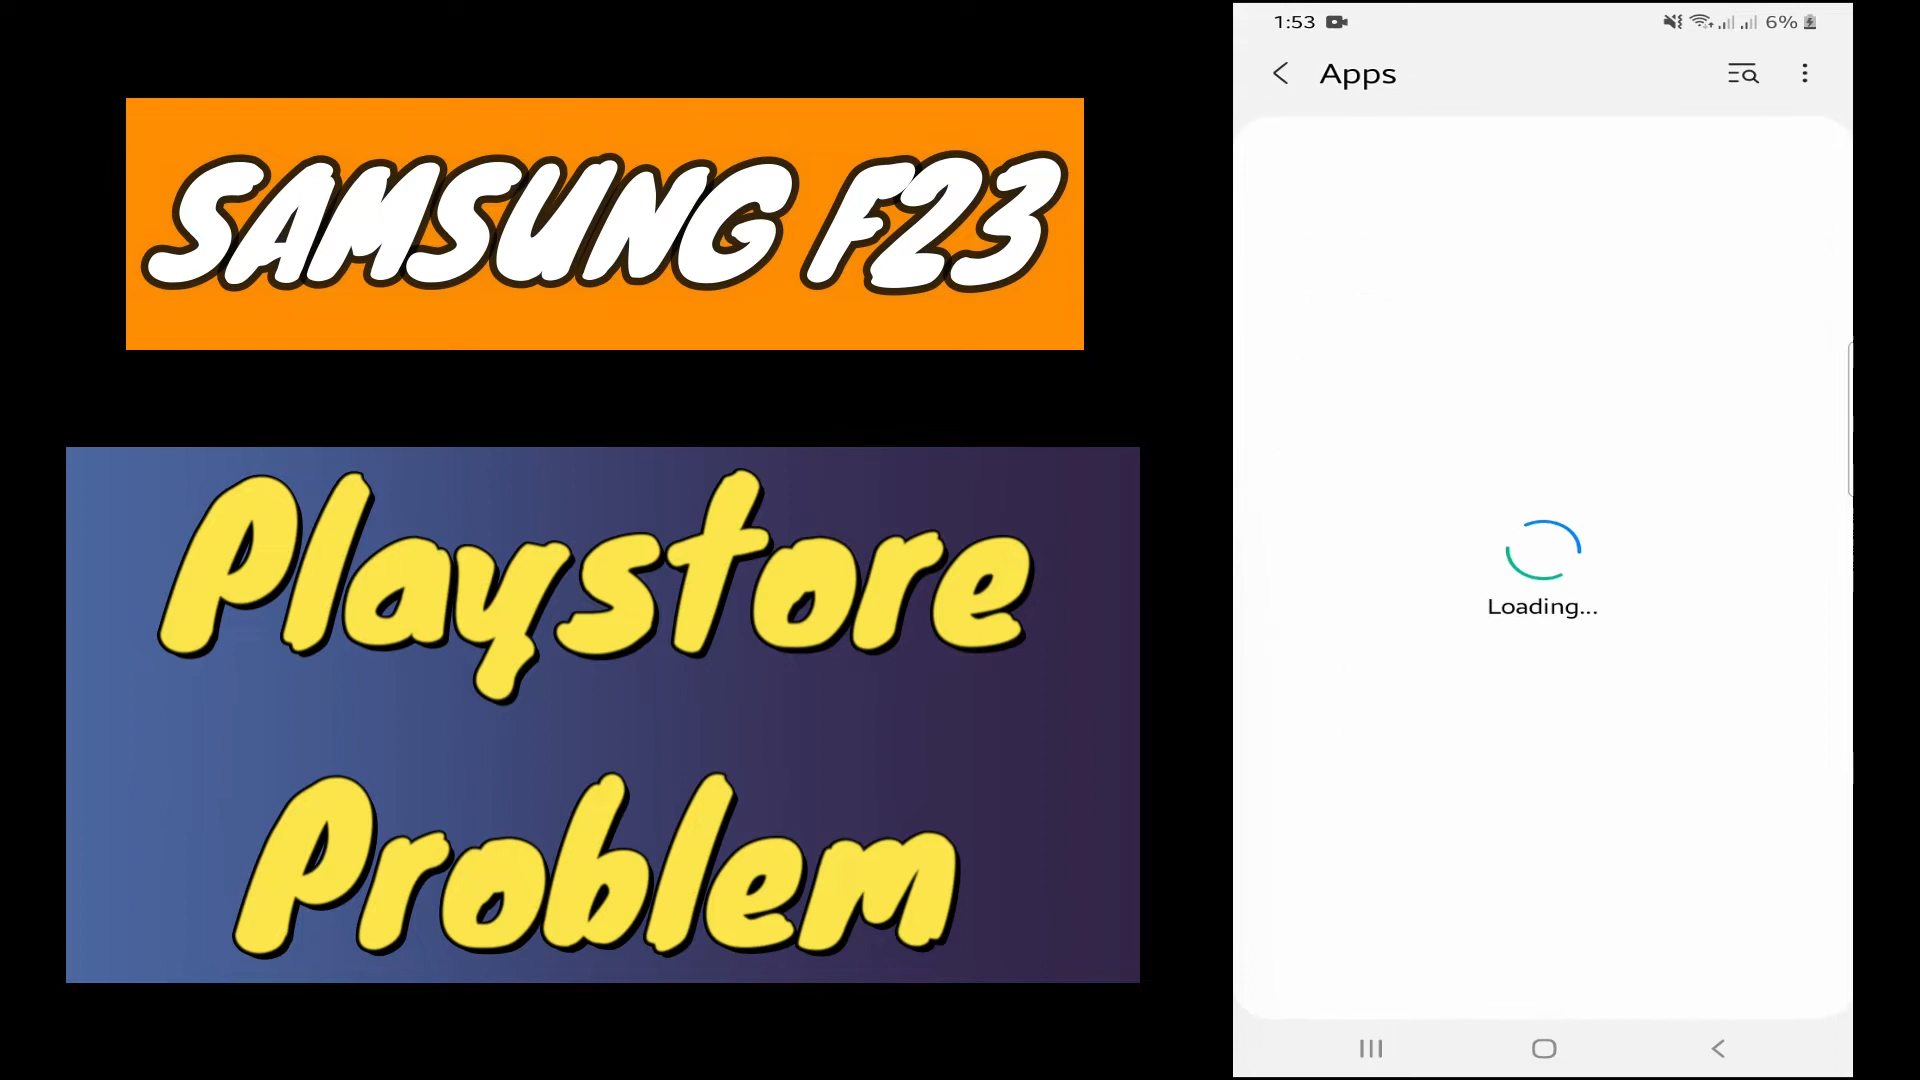 SAMSUNG F23
Playstore
Problem
1:53
6%
Apps
Loading...